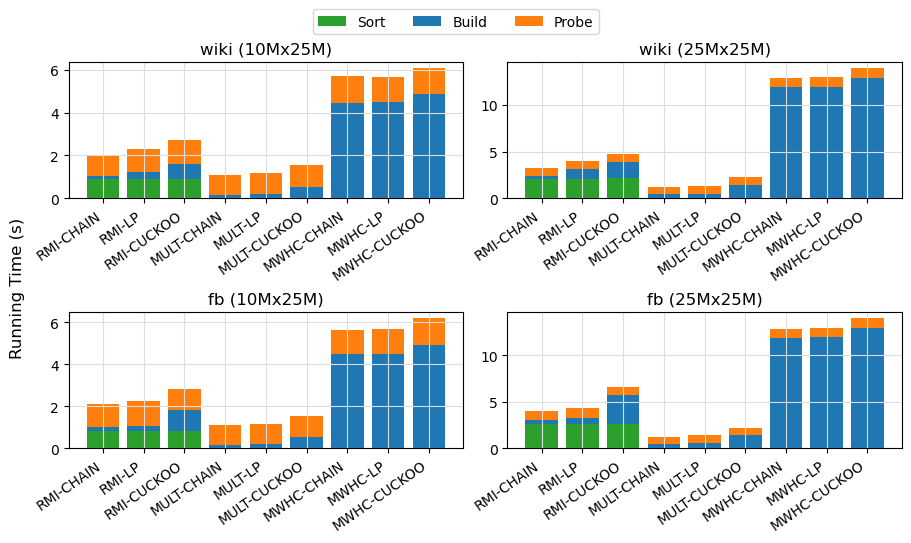 Sort Build Probe
wiki (10Mx25M)
6
4
2
0
RMI-CHAIN
RMI-LP
RMI-CUCKOO
MULT-CHAIN
MULT-LP
MULT-CUCKOO
MWHC-CHAIN
MWHC-LP
MWHC-CUCKOO
wiki (25Mx25M)
10
5
0
RMI-CHAIN
RMI-LP
RMI-CUCKOO
MULT-CHAIN
MULT-LP
MULT-CUCKOO
MWHC-CHAIN
MWHC-LP
MWHC-CUCKOO
Running Time (s)
fb (10Mx25M)
6
4
2
0
RMI-CHAIN
RMI-LP
RMI-CUCKOO
MULT-CHAIN
MULT-LP
MULT-CUCKOO
MWHC-CHAIN
MWHC-LP
MWHC-CUCKOO
fb (25Mx25M)
10
5
0
RMI-CHAIN
RMI-LP
RMI-CUCKOO
MULT-CHAIN
MULT-LP
MULT-CUCKOO
MWHC-CHAIN
MWHC-LP
MWHC-CUCKOO